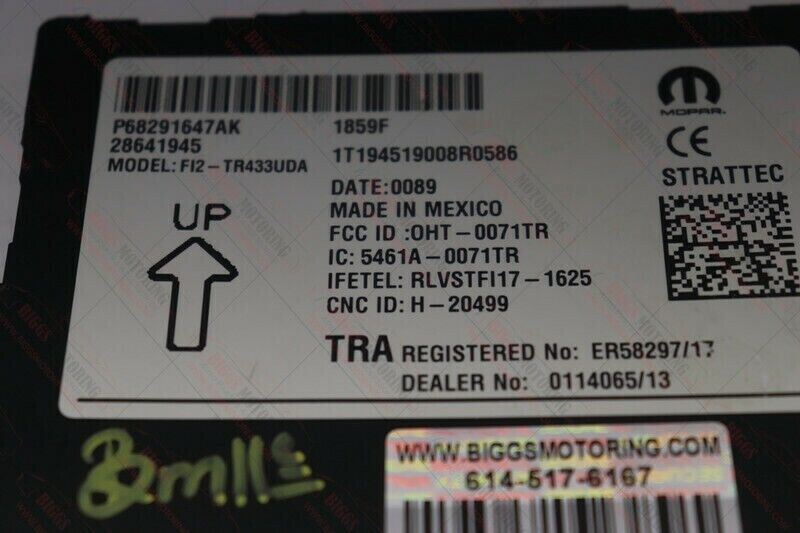 P68291647AK 1859F
28641945
MODEL: FI2-TR433UDA 1T194519008R0586
MOPAR.
CE
STRATTEC
UP
DATE:0089
MADE IN MEXICO
FCC ID :OHT-0071TR
IC: 5461A-0071TR
IFETEL: RLVSTFI17-1625
CNC ID: H-20499
TRA REGISTERED No: ER58297/17
DEALER No: 0114065/13
WWW.BIGGSMOTORING.COM
614-517-6167
BIGGS
MOTORING